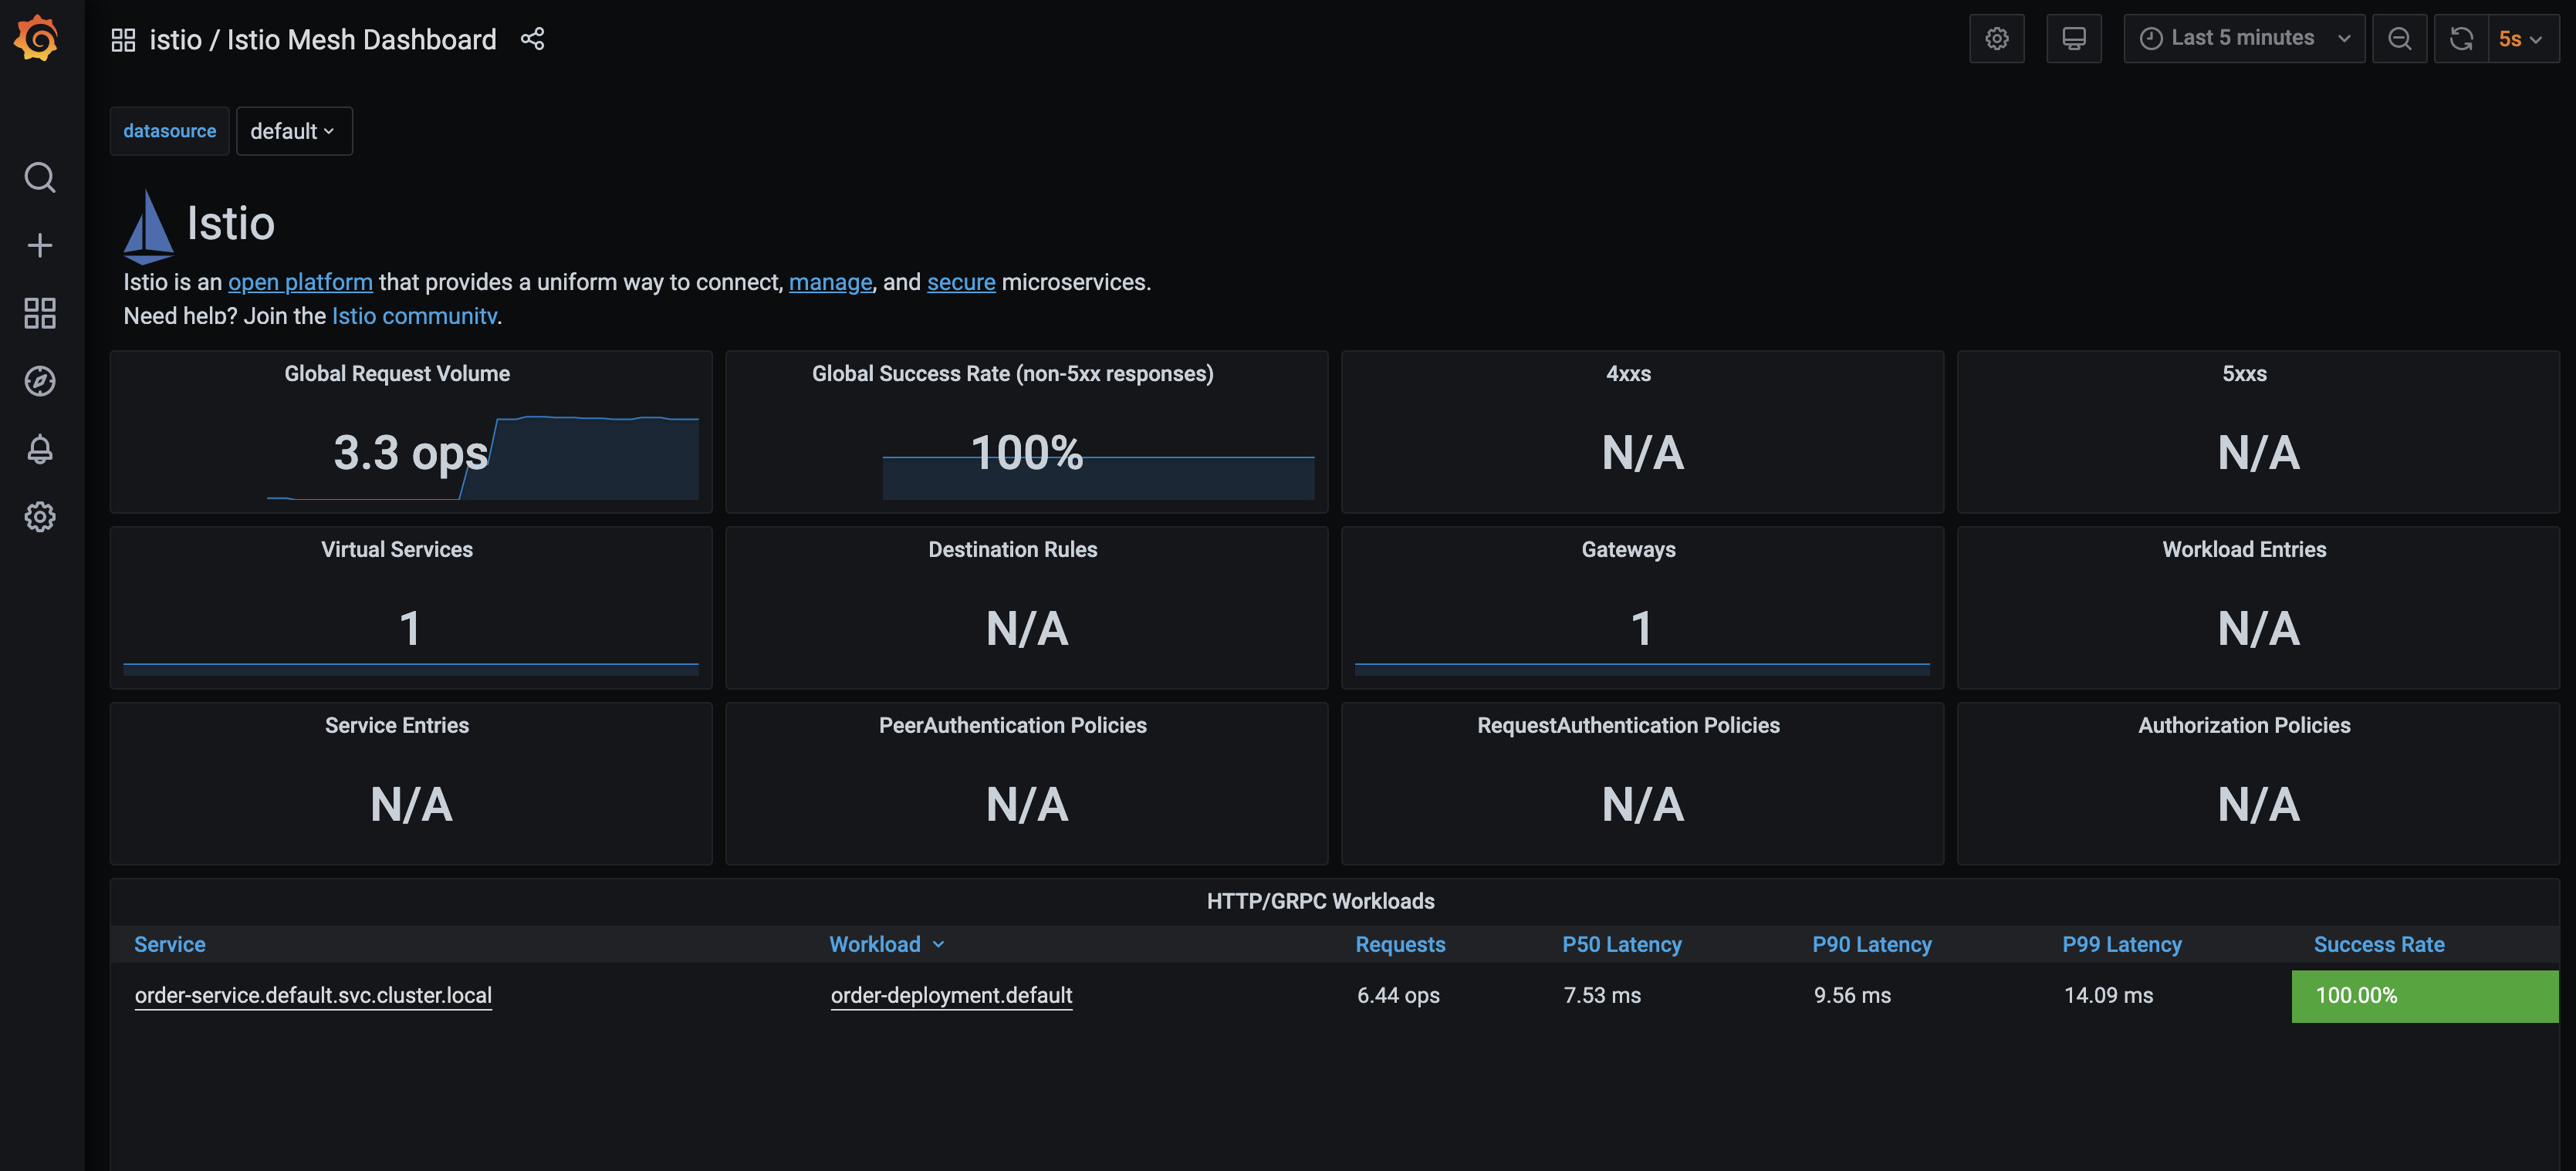 istio / Istio Mesh Dashboard
Last 5 minutes
5s
datasource
default
Istio
Istio is an open platform that provides a uniform way to connect, manage, and secure microservices.
Need help? Join the Istio community.
Global Request Volume
3.3 ops
Global Success Rate (non-5xx responses)
100%
4xxs
N/A
5xxs
N/A
Virtual Services
1
Destination Rules
N/A
Gateways
1
Workload Entries
N/A
Service Entries
N/A
PeerAuthentication Policies
N/A
RequestAuthentication Policies
N/A
Authorization Policies
N/A
HTTP/GRPC Workloads
Service Workload Requests P50 Latency P90 Latency P99 Latency Success Rate
order-service.default.svc.cluster.local order-deployment.default 6.44 ops 7.53 ms 9.56 ms 14.09 ms 100.00%